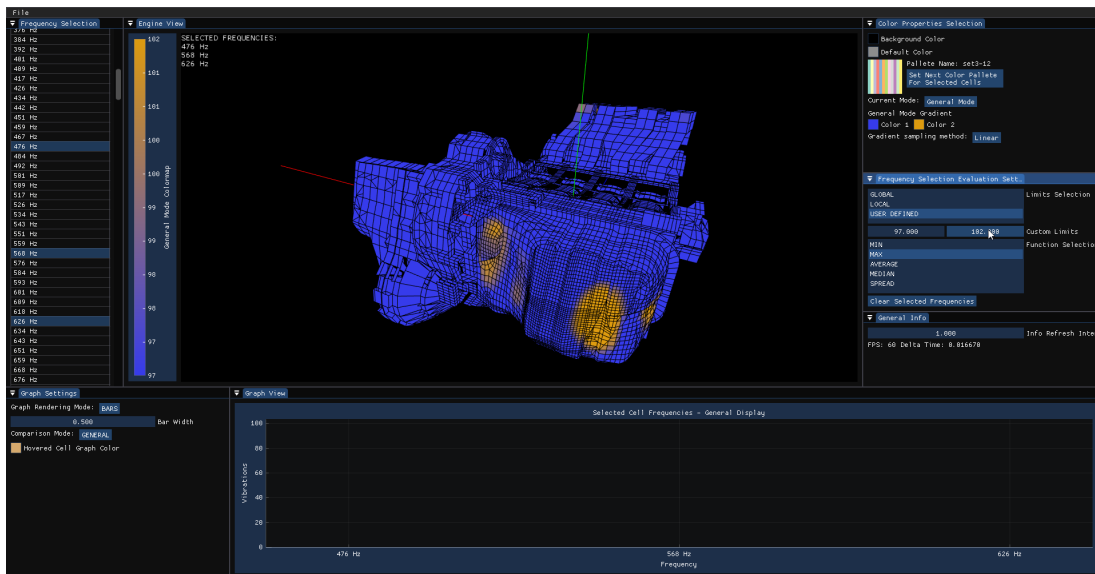 File
Frequency Selection
376 Hz
384 Hz
392 Hz
401 Hz
409 Hz
417 Hz
426 Hz
434 Hz
442 Hz
451 Hz
459 Hz
467 Hz
476 Hz
484 Hz
492 Hz
501 Hz
509 Hz
517 Hz
526 Hz
534 Hz
543 Hz
551 Hz
559 Hz
568 Hz
576 Hz
584 Hz
593 Hz
601 Hz
609 Hz
618 Hz
626 Hz
634 Hz
643 Hz
651 Hz
659 Hz
668 Hz
676 Hz
Engine View
102
101
101
100
100
99
99
98
98
97
97
General Mode Colormap
SELECTED FREQUENCIES:
476 Hz
568 Hz
626 Hz
Color Properties Selection
Background Color
Default Color
Pallete Name: set3-12
Set Next Color Pallete
For Selected Cells
Current Mode: General Mode
General Mode Gradient
Color 1 Color 2
Gradient sampling method: Linear
Frequency Selection Evaluation Sett…
GLOBAL
LOCAL
USER DEFINED
Limits Selection
97.000 102.000 Custom Limits
MIN
MAX
AVERAGE
MEDIAN
SPREAD
Function Selectio
Clear Selected Frequencies
General Info
1.000 Info Refresh Inte
FPS: 60 Delta Time:
Graph Settings
Graph Rendering Mode: BARS
0.500 Bar Width
Comparison Mode: GENERAL
Hovered Cell Graph Color
Graph View
Selected Cell Frequencies - General Display
100
80
60
40
20
0
Vibrations
476 Hz 568 Hz 626 Hz
Frequency